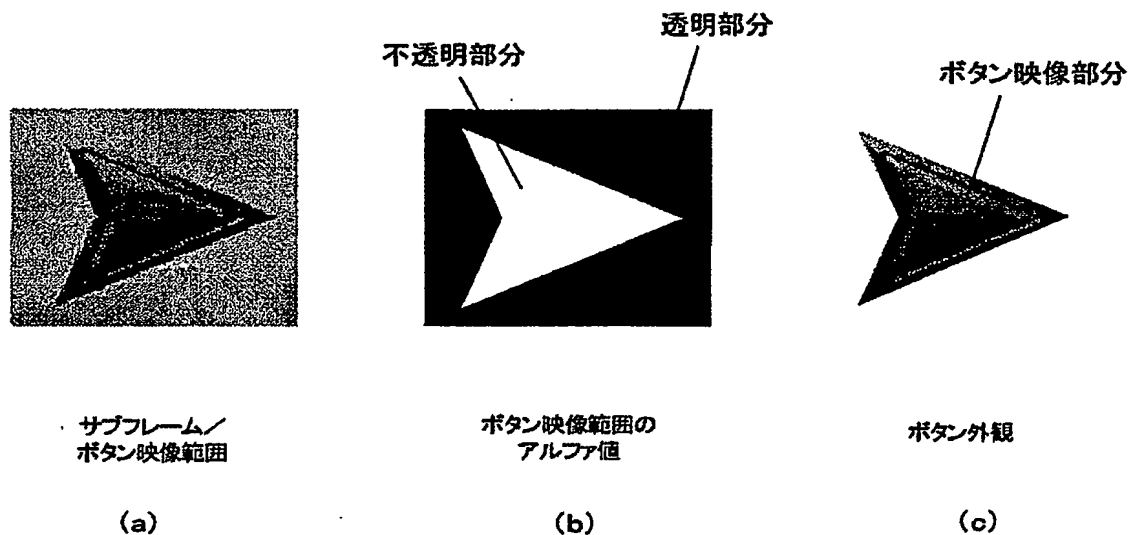 透明部分
不透明部分
ボタン映像部分
サブフレーム／
ボタン映像範囲
ボタン映像範囲の
アルファ値
ボタン外観
(a)
(b)
(c)